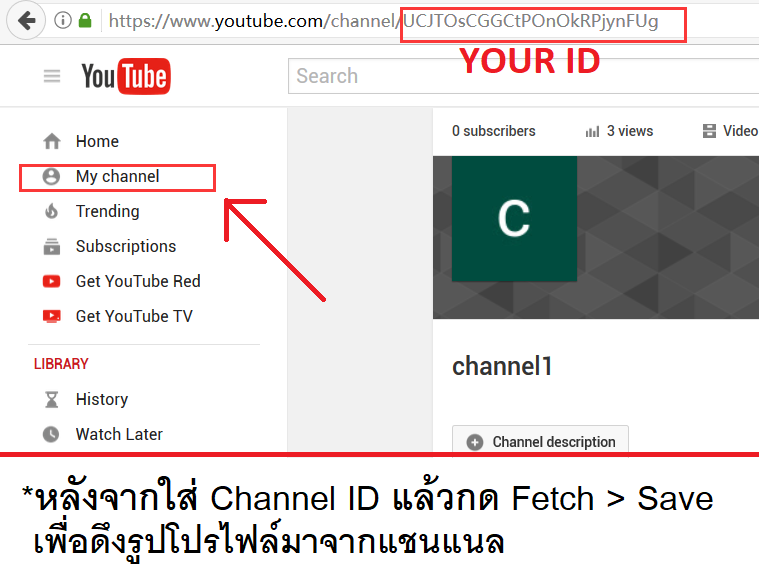 https://www.youtube.com/channel/UCJTOsCGGCtPOnOkRPjynFUg
YOUR ID
YouTube
Search
Home
My channel
Trending
Subscriptions
Get YouTube Red
Get YouTube TV
LIBRARY
History
Watch Later
0 subscribers 3 views Video
C
channel1
Channel description
*หลังจากใส่ Channel ID แล้วกด Fetch > Save
เพื่อดึงรูปโปรไฟล์มาจากแชนแนล